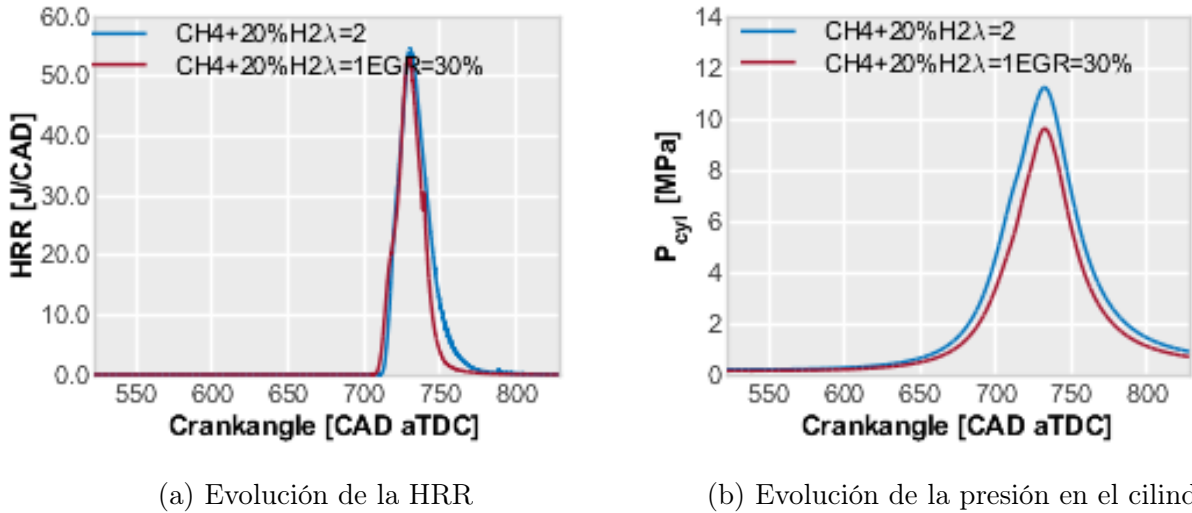 60.0
50.0
40.0
30.0
20.0
10.0
0.0
HRR [J/CAD]
CH4+20%H2λ=2
CH4+20%H2λ=1EGR=30%
550 600 650 700 750 800
Crankangle [CAD aTDC]
(a) Evolución de la HRR
14
12
10
8
6
4
2
0
Pcyl [MPa]
CH4+20%H2λ=2
CH4+20%H2λ=1EGR=30%
550 600 650 700 750 800
Crankangle [CAD aTDC]
(b) Evolución de la presión en el cilind